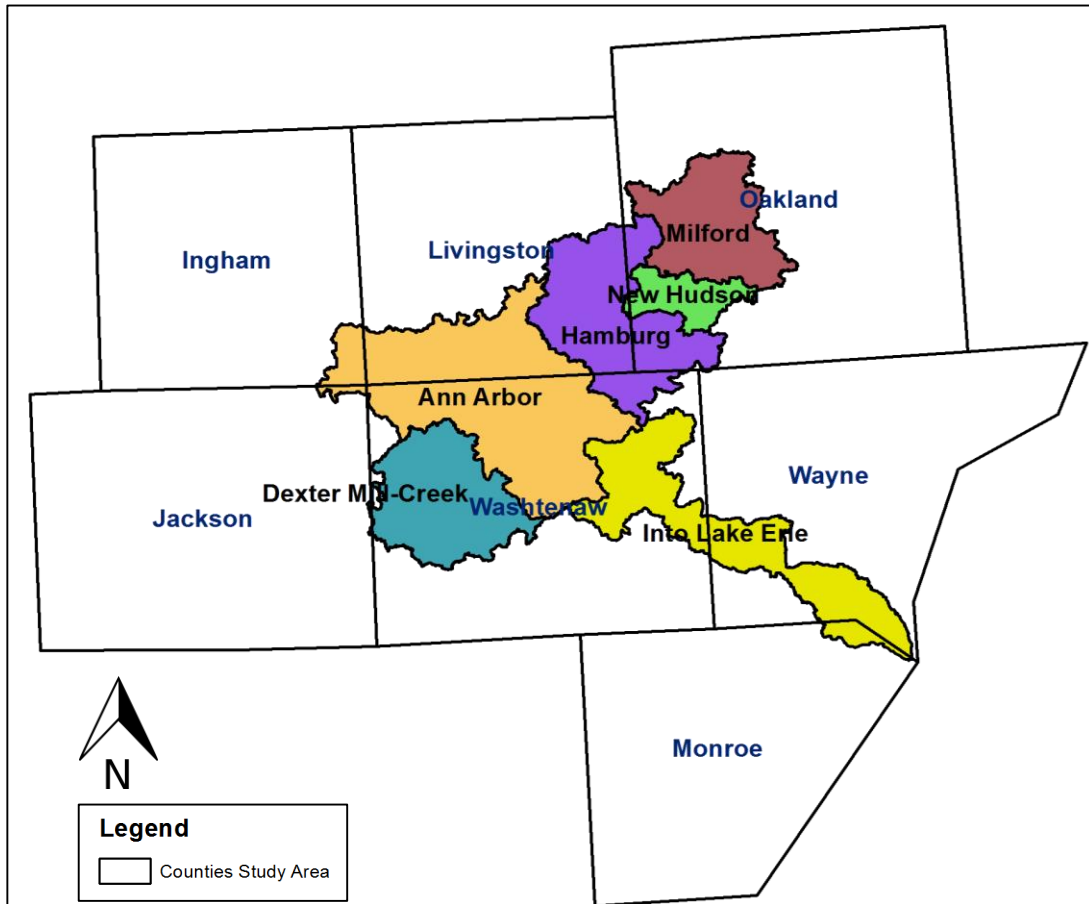 Oakland
Milford
Livingston
Ingham
New Hudson
Hamburg
Ann Arbor
Wayne
Dexter Mill-Creek
Washtenaw
Jackson
Into Lake Erie
Monroe
N
Legend
Counties Study Area